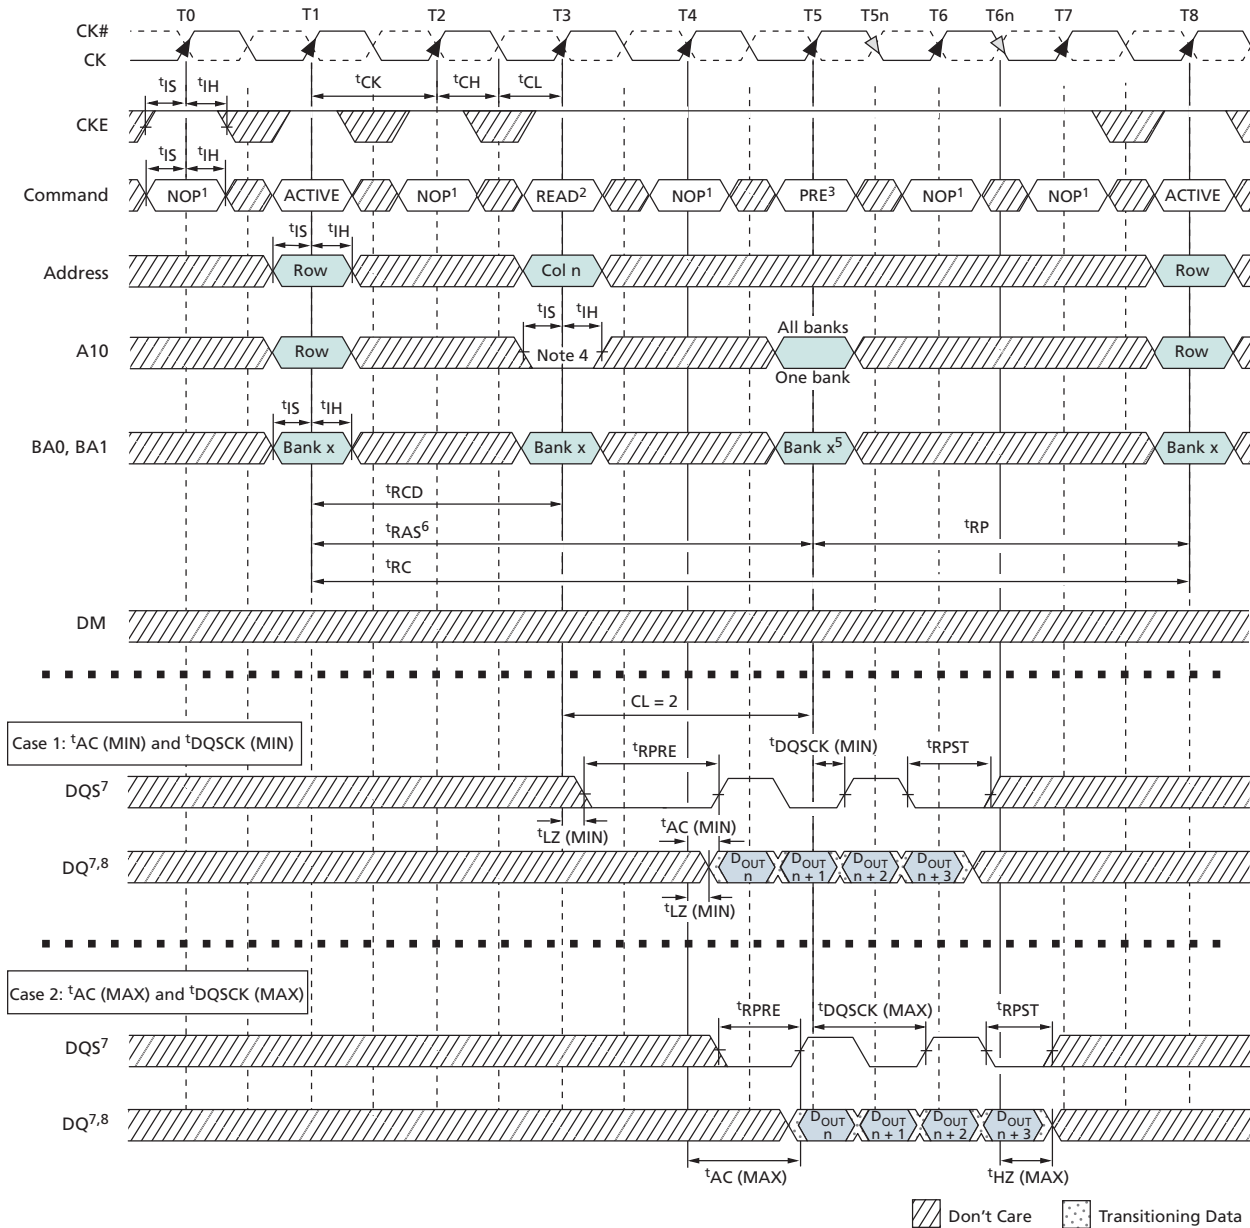 T0 T1 T2 T3 T4 T5 T5n T6 T6n T7 T8
CK#
CK
tIS tIH tCK tCH tCL
CKE
tIS tIH
Command NOP1 ACTIVE NOP1 READ2 NOP1 PRE3 NOP1 NOP1 ACTIVE
tIS tIH
Address Row Col n Row
tIS tIH All banks
A10 Row Note 4 Row
One bank
tIS tIH
BA0, BA1 Bank x Bank x Bank x5 Bank x
tRCD
tRAS6 tRP
tRC
DM
CL = 2
Case 1: tAC (MIN) and tDQSCK (MIN)
tRPRE tDQSCK (MIN) tRPST
DQS7
tLZ (MIN) tAC (MIN)
DQ7,8 DOUT n DOUT n + 1 DOUT n + 2 DOUT n + 3
tLZ (MIN)
Case 2: tAC (MAX) and tDQSCK (MAX)
tRPRE tDQSCK (MAX) tRPST
DQS7
DQ7,8 DOUT n DOUT n + 1 DOUT n + 2 DOUT n + 3
tAC (MAX) tHZ (MAX)
Don't Care Transitioning Data